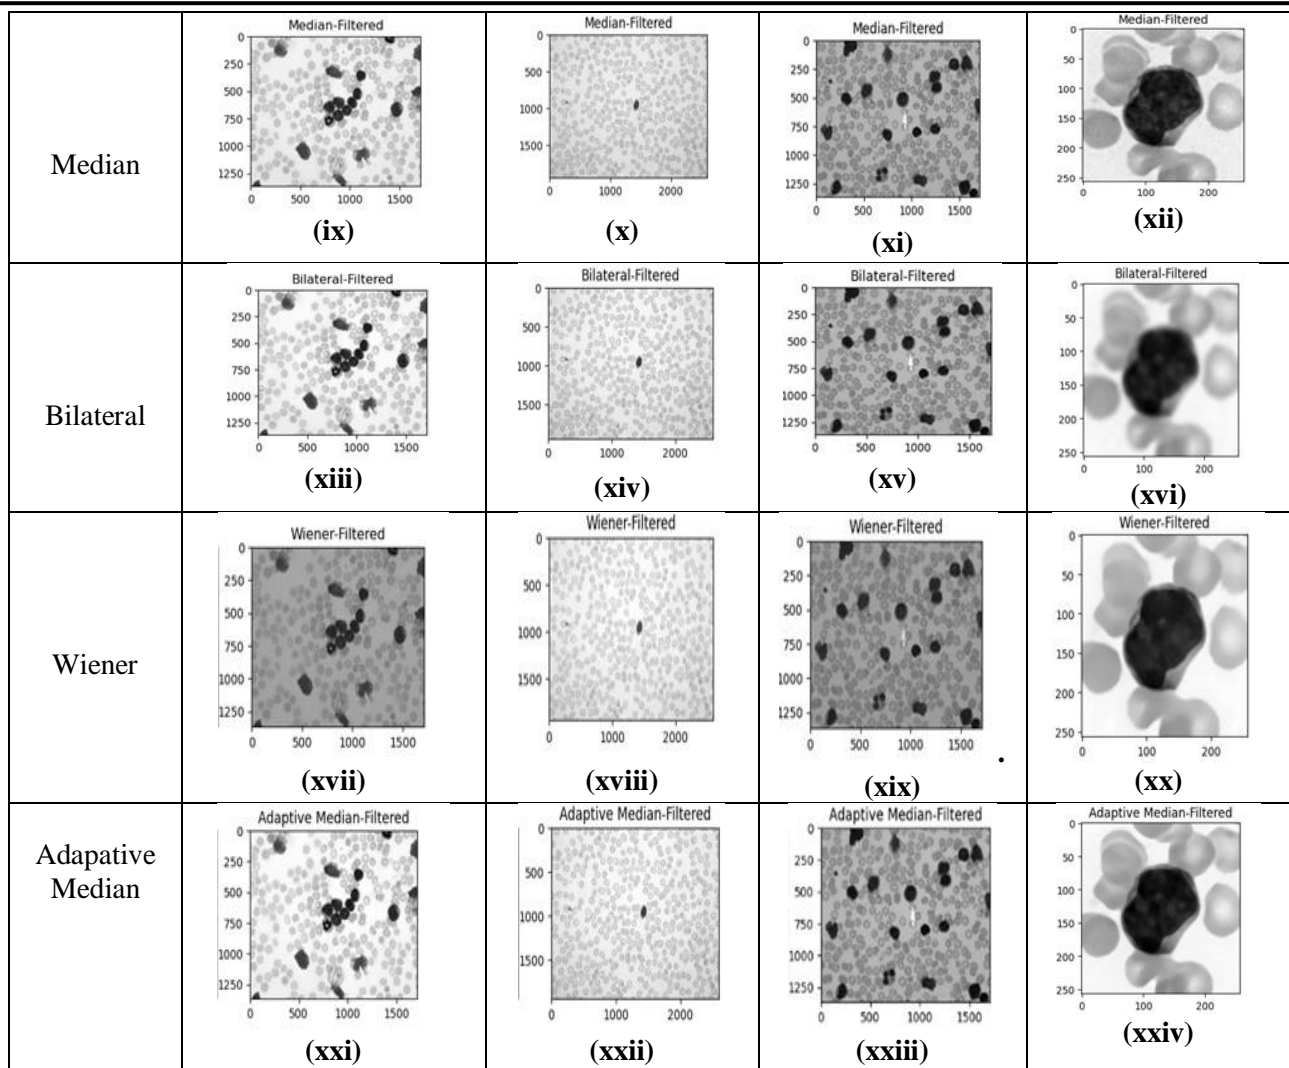 Median
Median-Filtered
0
250
500
750
1000
1250
0 500 1000 1500
(ix)
Median-Filtered
0
500
1000
1500
0 1000 2000
(x)
Median-Filtered
0
250
500
750
1000
1250
0 500 1000 1500
(xi)
Median-Filtered
0
50
100
150
200
250
0 100 200
(xii)
Bilateral
Bilateral-Filtered
0
250
500
750
1000
1250
0 500 1000 1500
(xiii)
Bilateral-Filtered
0
500
1000
1500
0 1000 2000
(xiv)
Bilateral-Filtered
0
250
500
750
1000
1250
0 500 1000 1500
(xv)
Bilateral-Filtered
0
50
100
150
200
250
0 100 200
(xvi)
Wiener
Wiener-Filtered
0
250
500
750
1000
1250
0 500 1000 1500
(xvii)
Wiener-Filtered
0
500
1000
1500
0 1000 2000
(xviii)
Wiener-Filtered
0
250
500
750
1000
1250
0 500 1000 1500
.
(xix)
Wiener-Filtered
0
50
100
150
200
250
0 100 200
(xx)
Adapative
Median
Adaptive Median-Filtered
0
250
500
750
1000
1250
0 500 1000 1500
(xxi)
Adaptive Median-Filtered
0
500
1000
1500
0 1000 2000
(xxii)
Adaptive Median-Filtered
0
250
500
750
1000
1250
0 500 1000 1500
(xxiii)
Adaptive Median-Filtered
0
50
100
150
200
250
0 100 200
(xxiv)